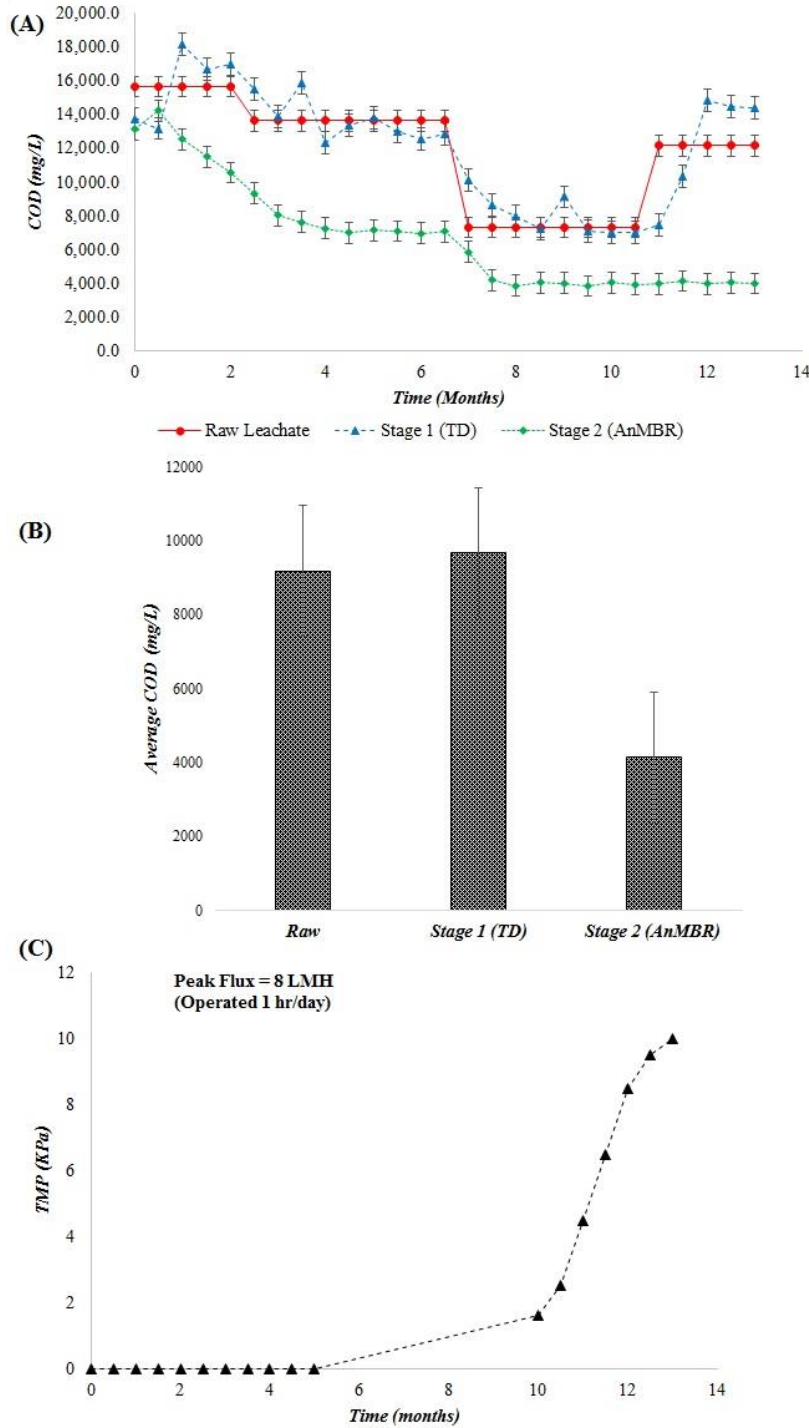 (A)
COD (mg/L)
20,000.0
18,000.0
16,000.0
14,000.0
12,000.0
10,000.0
8,000.0
6,000.0
4,000.0
2,000.0
0.0
0 2 4 6 8 10 12 14
Time (Months)
Raw Leachate Stage 1 (TD) Stage 2 (AnMBR)
(B)
Average COD (mg/L)
12000
10000
8000
6000
4000
2000
0
Raw Stage 1 (TD) Stage 2 (AnMBR)
(C)
Peak Flux = 8 LMH
(Operated 1 hr/day)
TMP (KPa)
12
10
8
6
4
2
0
0 2 4 6 8 10 12 14
Time (months)